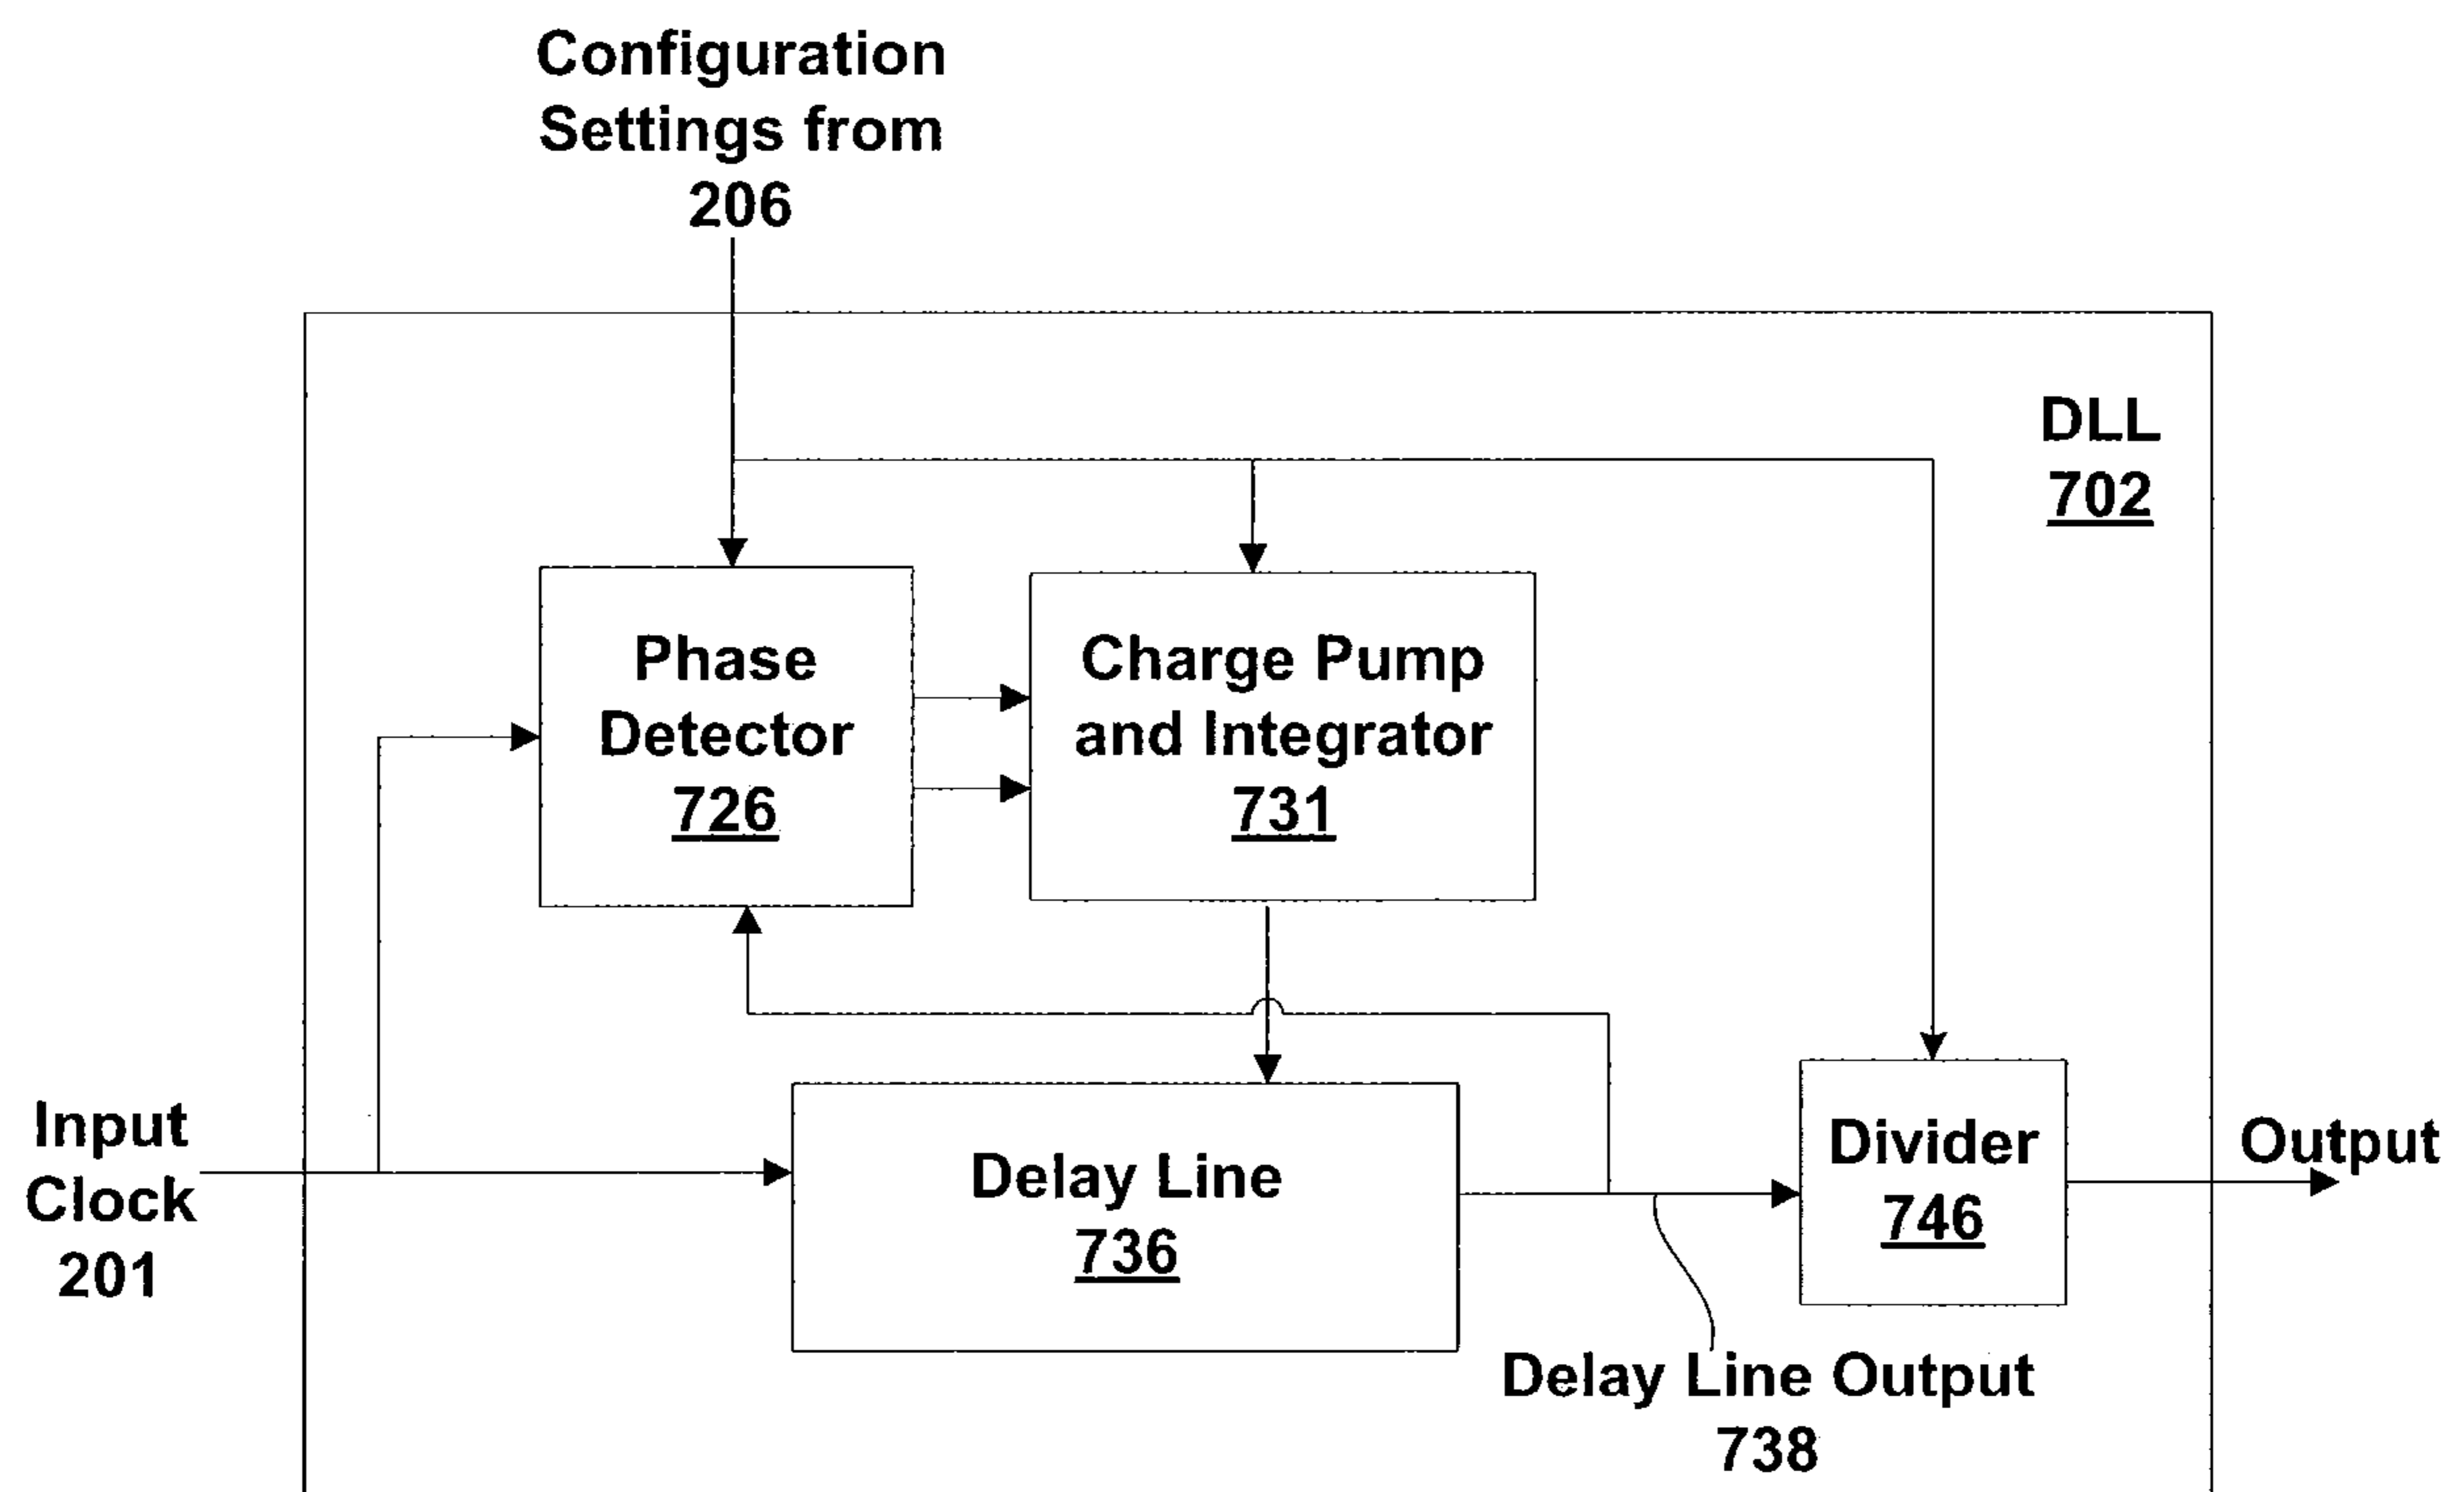 Configuration
Settings from
206
DLL
702
Phase
Detector
726
Charge Pump
and Integrator
731
Input
Clock
201
Delay Line
736
Divider
746
Output
Delay Line Output
738